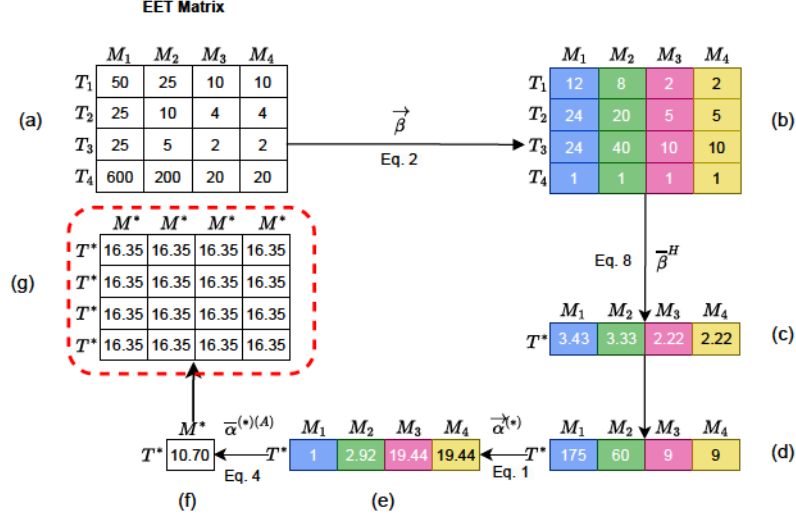 EET Matrix
M₁ M₂ M₃ M₄
T₁ 50 25 10 10
T₂ 25 10 4 4
T₃ 25 5 2 2
T₄ 600 200 20 20
(a)
β
Eq. 2
M₁ M₂ M₃ M₄
12 8 2 2
24 20 5 5
24 40 10 10
1 1 1 1
(b)
Eq. 8 β̅ᴴ
M₁ M₂ M₃ M₄
T* 3.43 3.33 2.22 2.22
(c)
M* M* M* M*
T* 16.35 16.35 16.35 16.35
T* 16.35 16.35 16.35 16.35
T* 16.35 16.35 16.35 16.35
T* 16.35 16.35 16.35 16.35
(g)
M*
T* 10.70
(f)
α̅⁽*⁾⁽ᴬ⁾
Eq. 4
M₁ M₂ M₃ M₄
T* 1 2.92 19.44 19.44
(e)
α⁽*⁾
Eq. 1
M₁ M₂ M₃ M₄
T* 175 60 9 9
(d)